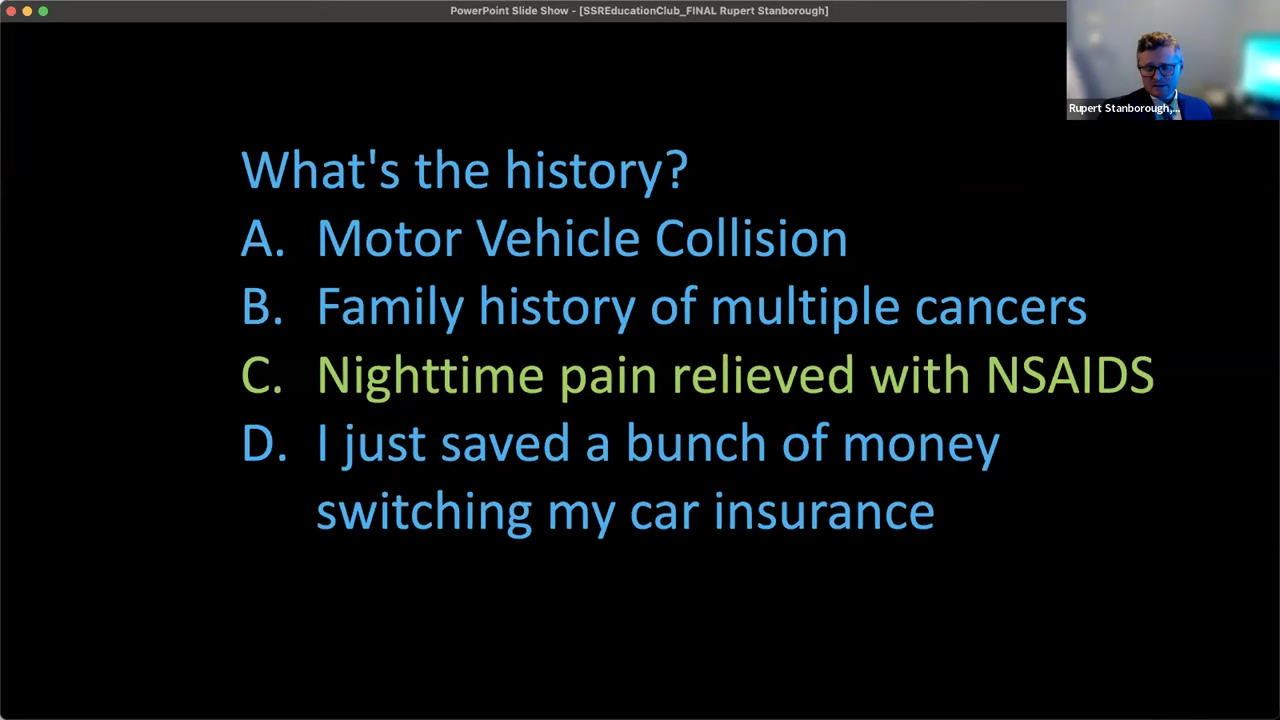 PowerPoint Slide Show - [SSREducationClub_FINAL Rupert Stanborough]
Rupert Stanborough,...
What's the history?
A. Motor Vehicle Collision
B. Family history of multiple cancers
C. Nighttime pain relieved with NSAIDS
D. I just saved a bunch of money
switching my car insurance